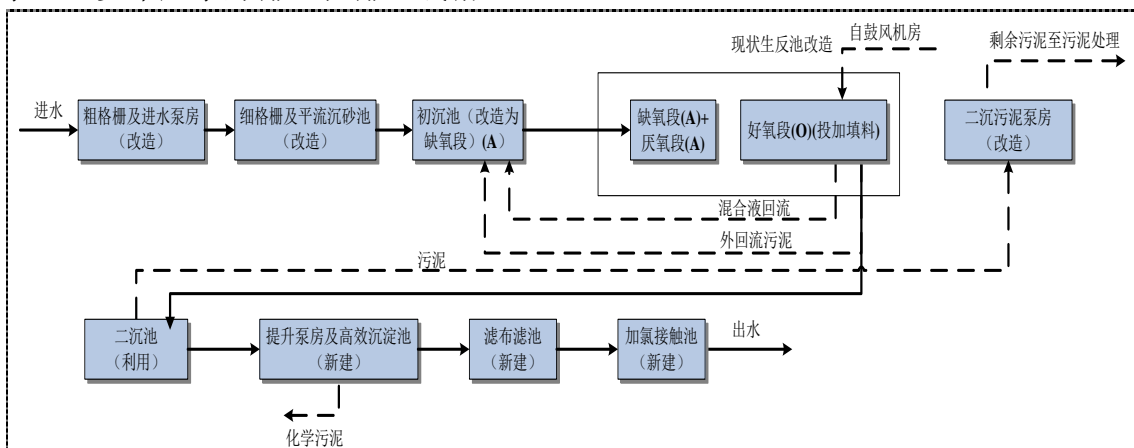 现状生反池改造
自鼓风机房
剩余污泥至污泥处理
进水
粗格栅及进水泵房
（改造）
细格栅及平流沉砂池
（改造）
初沉池（改造为
缺氧段）(A)
缺氧段(A)+
厌氧段(A)
好氧段(O)(投加填料)
二沉污泥泵房
（改造）
混合液回流
外回流污泥
污泥
二沉池
（利用）
提升泵房及高效沉淀池
（新建）
滤布滤池
（新建）
加氯接触池
（新建）
出水
化学污泥